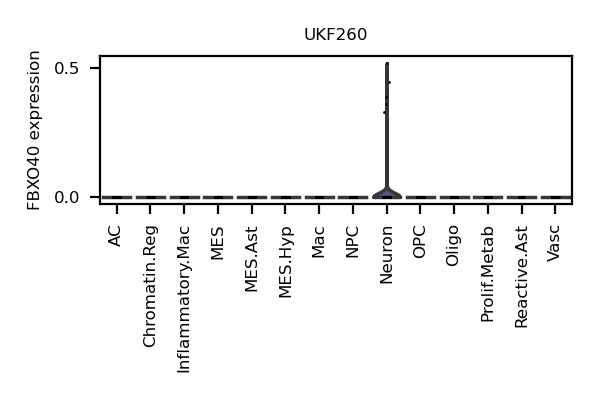 UKF260
FBXO40 expression
0.5
0.0
AC
Chromatin.Reg
Inflammatory.Mac
MES
MES.Ast
MES.Hyp
Mac
NPC
Neuron
OPC
Oligo
Prolif.Metab
Reactive.Ast
Vasc